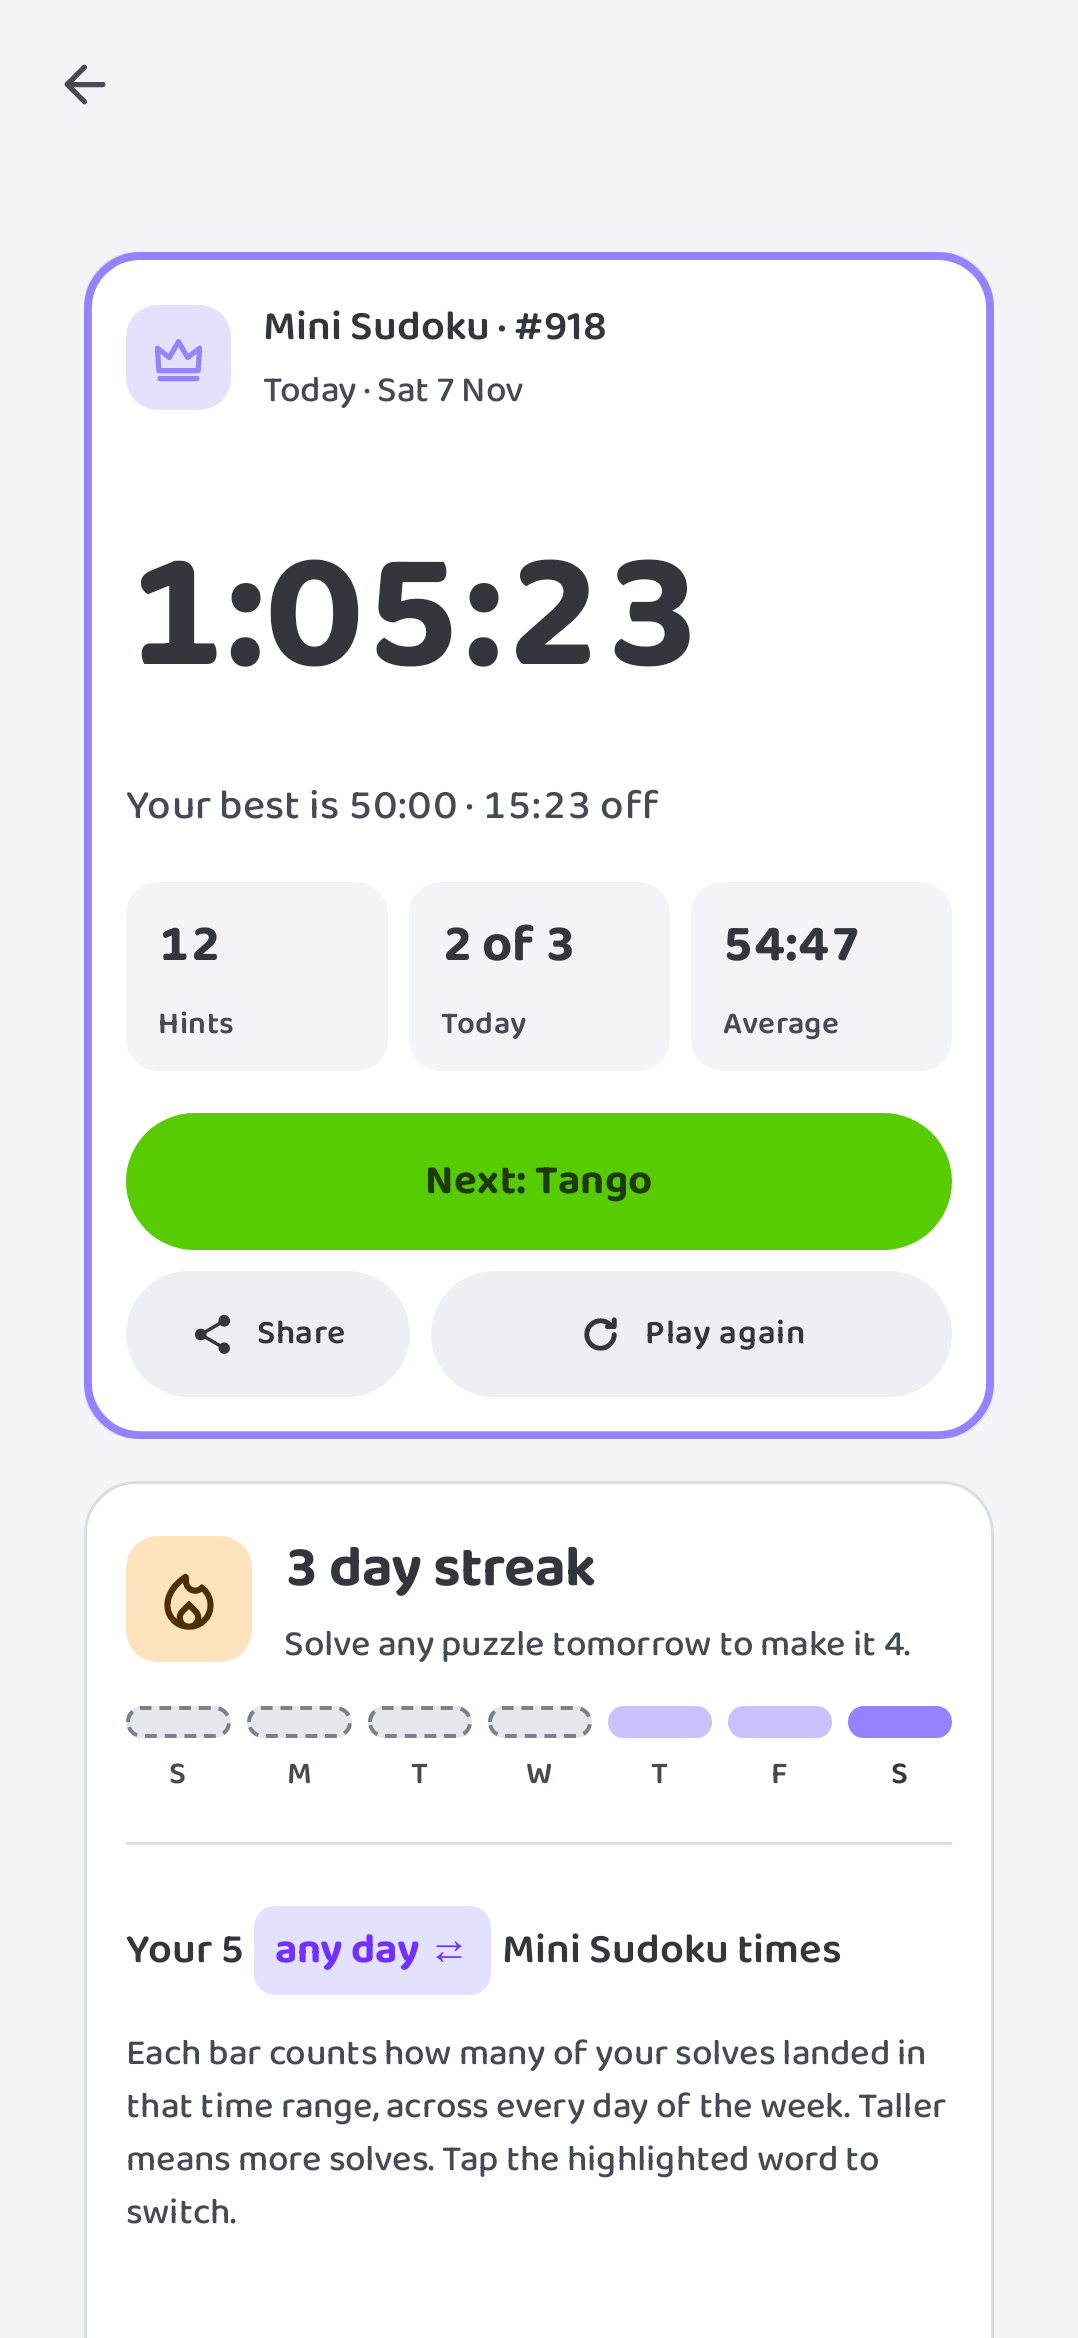 Mini Sudoku · #918
Today · Sat 7 Nov
1:05:23
Your best is 50:00 · 15:23 off
12
Hints
2 of 3
Today
54:47
Average
Next: Tango
Share
Play again
3 day streak
Solve any puzzle tomorrow to make it 4.
S M T W T F S
Your 5 any day ⇄ Mini Sudoku times
Each bar counts how many of your solves landed in
that time range, across every day of the week. Taller
means more solves. Tap the highlighted word to
switch.